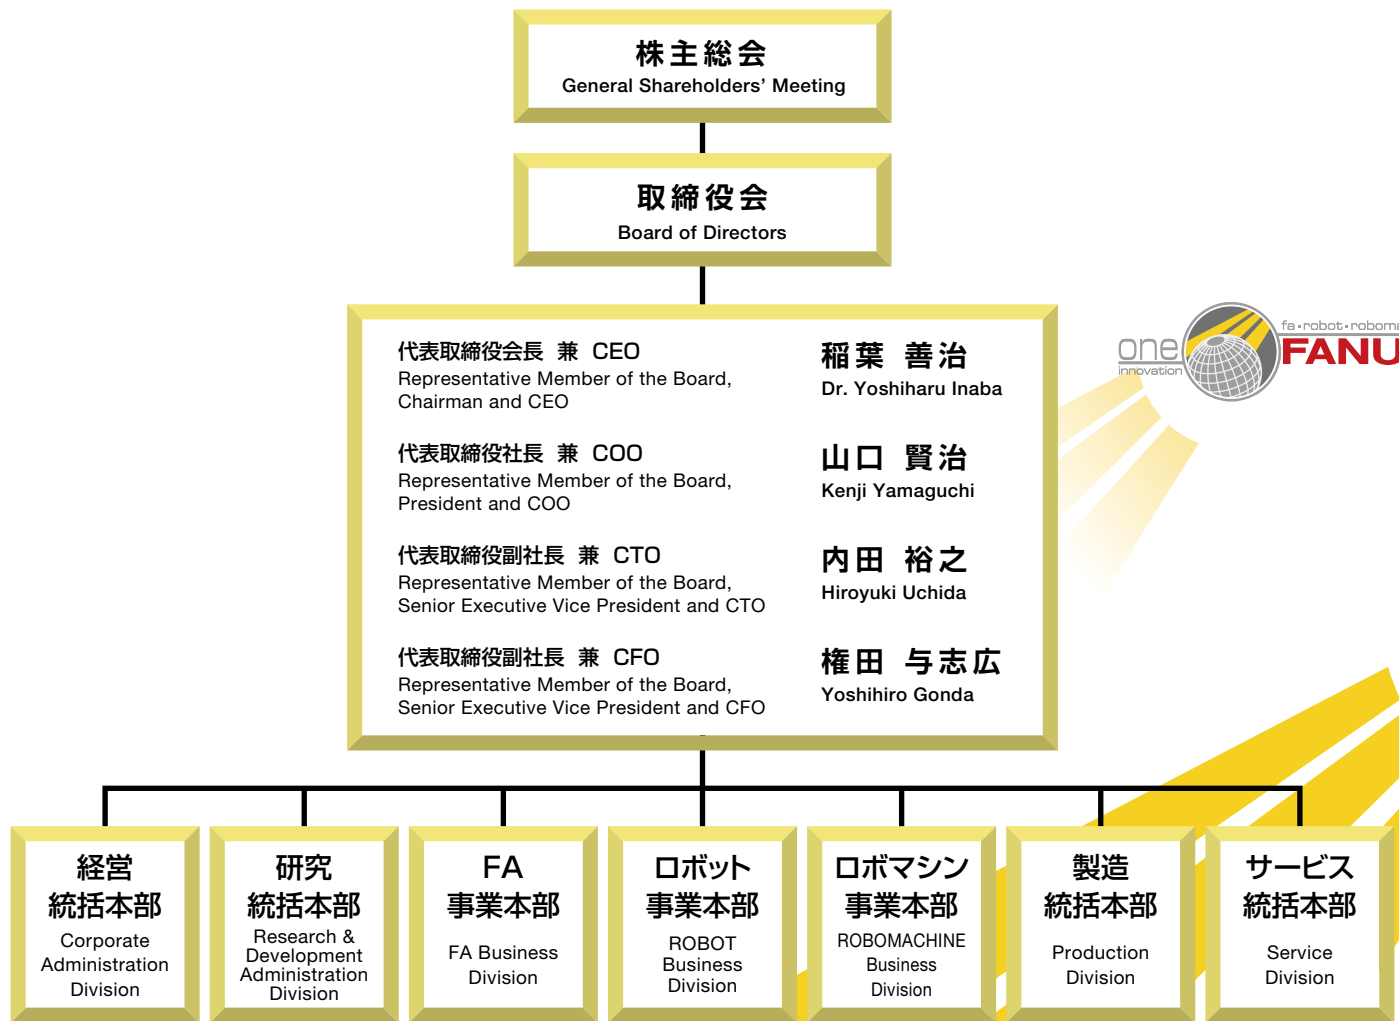 株主総会
General Shareholders' Meeting
取締役会
Board of Directors
代表取締役会長 兼 CEO
Representative Member of the Board,
Chairman and CEO
稲葉 善治
Dr. Yoshiharu Inaba
代表取締役社長 兼 COO
Representative Member of the Board,
President and COO
山口 賢治
Kenji Yamaguchi
代表取締役副社長 兼 CTO
Representative Member of the Board,
Senior Executive Vice President and CTO
内田 裕之
Hiroyuki Uchida
代表取締役副社長 兼 CFO
Representative Member of the Board,
Senior Executive Vice President and CFO
権田 与志広
Yoshihiro Gonda
one
innovation
fa・robot・roboma
FANU
経営
統括本部
Corporate
Administration
Division
研究
統括本部
Research &
Development
Administration
Division
FA
事業本部
FA Business
Division
ロボット
事業本部
ROBOT
Business
Division
ロボマシン
事業本部
ROBOMACHINE
Business
Division
製造
統括本部
Production
Division
サービス
統括本部
Service
Division